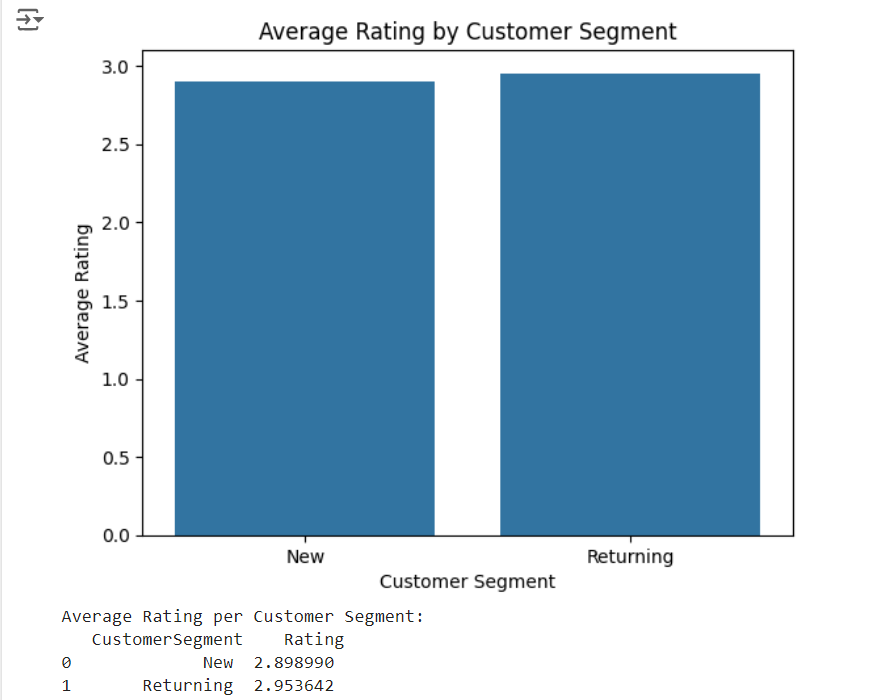 Average Rating by Customer Segment
3.0
2.5
2.0
1.5
1.0
0.5
0.0
Average Rating
New Returning
Customer Segment
Average Rating per Customer Segment:
CustomerSegment Rating
0 New 2.898990
1 Returning 2.953642